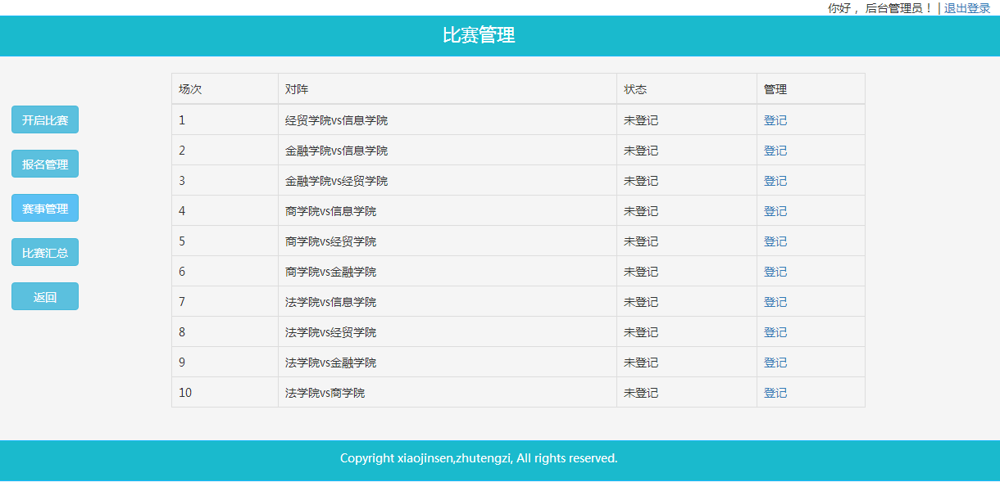 你好 ，后台管理员！ | 退出登录
比赛管理
开启比赛
报名管理
赛事管理
比赛汇总
返回
场次 对阵 状态 管理
1 经贸学院vs信息学院 未登记 登记
2 金融学院vs信息学院 未登记 登记
3 金融学院vs经贸学院 未登记 登记
4 商学院vs信息学院 未登记 登记
5 商学院vs经贸学院 未登记 登记
6 商学院vs金融学院 未登记 登记
7 法学院vs信息学院 未登记 登记
8 法学院vs经贸学院 未登记 登记
9 法学院vs金融学院 未登记 登记
10 法学院vs商学院 未登记 登记
Copyright xiaojinsen,zhutengzi, All rights reserved.